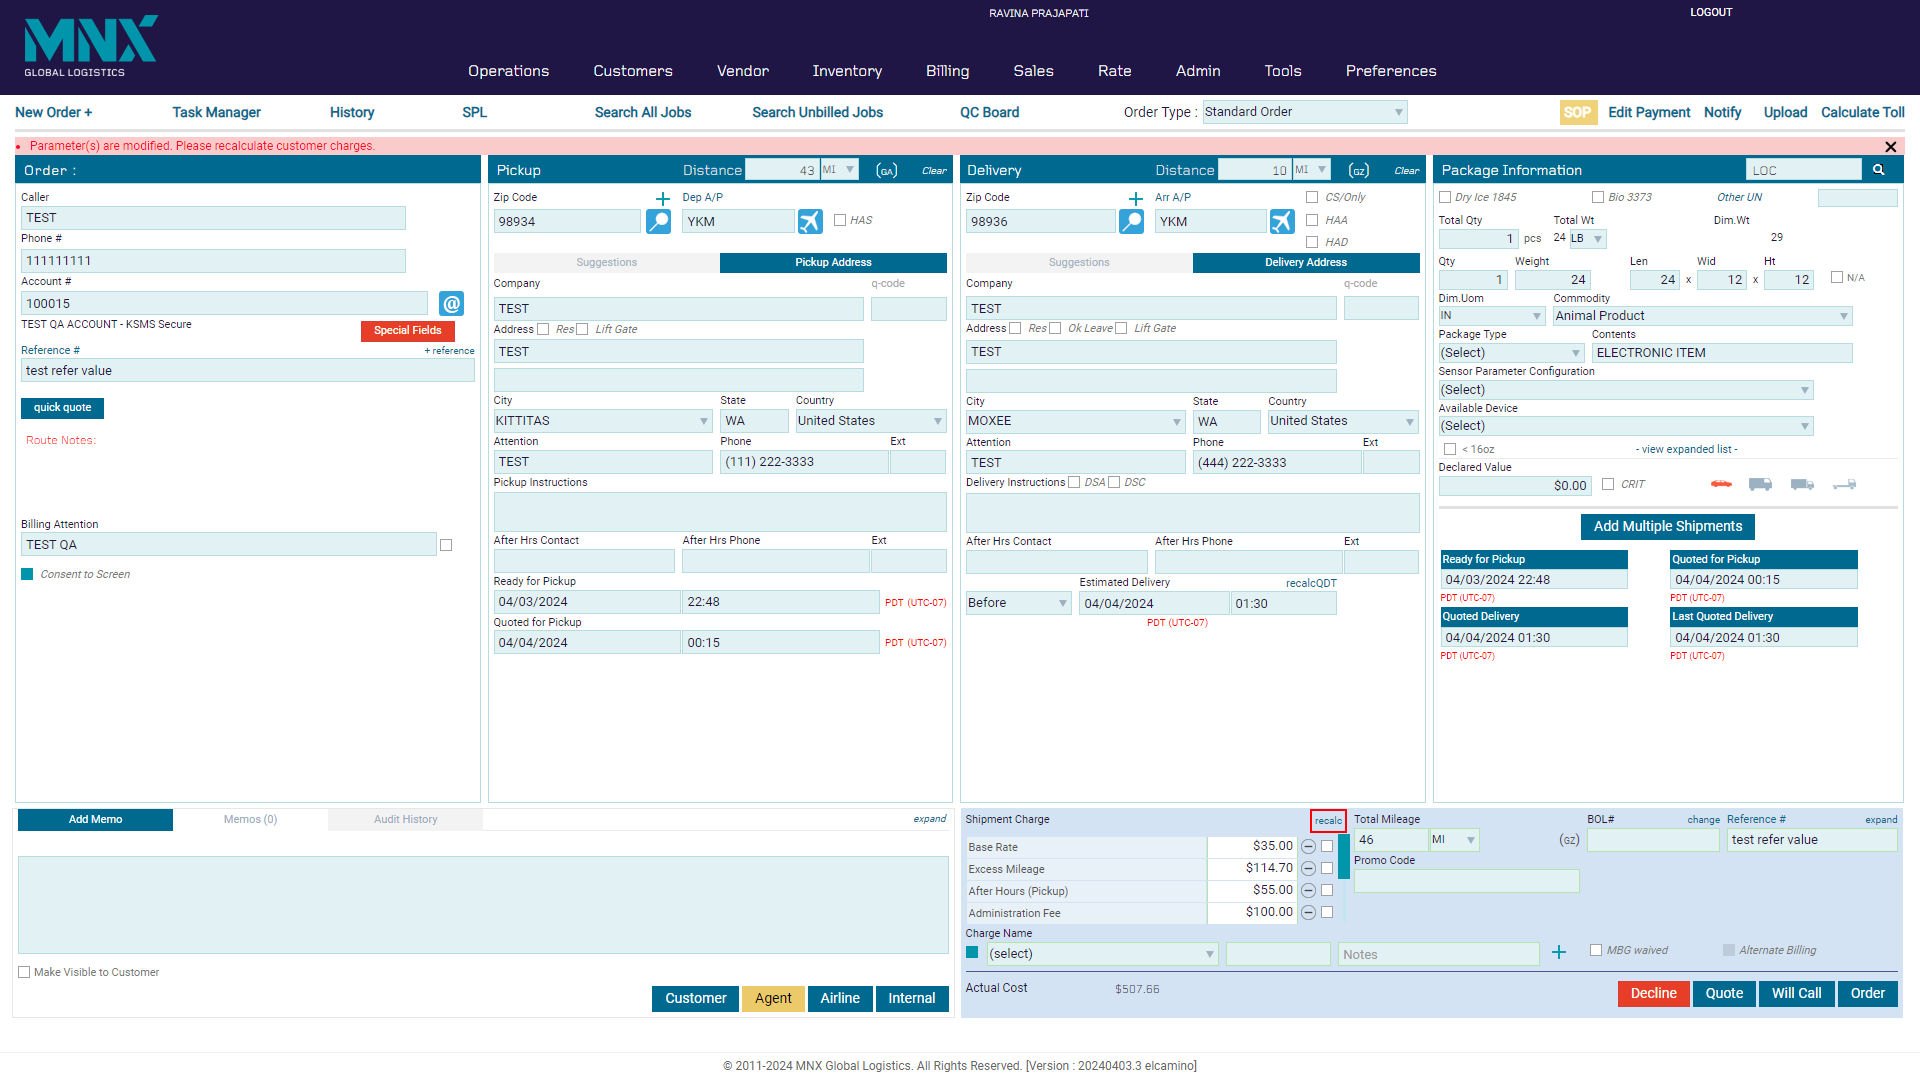 RAVINA PRAJAPATI
LOGOUT
MNX
GLOBAL LOGISTICS
Operations Customers Vendor Inventory Billing Sales Rate Admin Tools Preferences
New Order + Task Manager History SPL Search All Jobs Search Unbilled Jobs QC Board Order Type : Standard Order SOP Edit Payment Notify Upload Calculate Toll
Parameter(s) are modified. Please recalculate customer charges.
Order :
Caller
TEST
Phone #
111111111
Account #
100015
@
TEST QA ACCOUNT - KSMS Secure
Special Fields
Reference # + reference
test refer value
quick quote
Route Notes:
Billing Attention
TEST QA
Consent to Screen
Pickup Distance 43 MI (GA) Clear
Zip Code Dep A/P
98934 YKM HAS
Suggestions Pickup Address
Company q-code
TEST
Address Res Lift Gate
TEST
City State Country
KITTITAS WA United States
Attention Phone Ext
TEST (111) 222-3333
Pickup Instructions
After Hrs Contact After Hrs Phone Ext
Ready for Pickup
04/03/2024 22:48 PDT (UTC-07)
Quoted for Pickup
04/04/2024 00:15 PDT (UTC-07)
Delivery Distance 10 MI (GZ) Clear
Zip Code Arr A/P CS/Only
98936 YKM HAA
HAD
Suggestions Delivery Address
Company q-code
TEST
Address Res Ok Leave Lift Gate
TEST
City State Country
MOXEE WA United States
Attention Phone Ext
TEST (444) 222-3333
Delivery Instructions DSA DSC
After Hrs Contact After Hrs Phone Ext
Estimated Delivery recalcQDT
Before 04/04/2024 01:30
PDT (UTC-07)
Package Information LOC
Dry Ice 1845 Bio 3373 Other UN
Total Qty Total Wt Dim.Wt
1 pcs 24 LB 29
Qty Weight Len Wid Ht
1 24 24 x 12 x 12 N/A
Dim.Uom Commodity
IN Animal Product
Package Type Contents
(Select) ELECTRONIC ITEM
Sensor Parameter Configuration
(Select)
Available Device
(Select)
< 16oz - view expanded list -
Declared Value
$0.00 CRIT
Add Multiple Shipments
Ready for Pickup Quoted for Pickup
04/03/2024 22:48 04/04/2024 00:15
PDT (UTC-07) PDT (UTC-07)
Quoted Delivery Last Quoted Delivery
04/04/2024 01:30 04/04/2024 01:30
PDT (UTC-07) PDT (UTC-07)
Add Memo Memos (0) Audit History expand
Make Visible to Customer
Customer Agent Airline Internal
Shipment Charge recalc Total Mileage BOL# change Reference # expand
46 MI (GZ) test refer value
Base Rate $35.00
Promo Code
Excess Mileage $114.70
After Hours (Pickup) $55.00
Administration Fee $100.00
Charge Name
(select) Notes MBG waived Alternate Billing
Actual Cost $507.66
Decline Quote Will Call Order
© 2011-2024 MNX Global Logistics. All Rights Reserved. [Version : 20240403.3 elcamino]